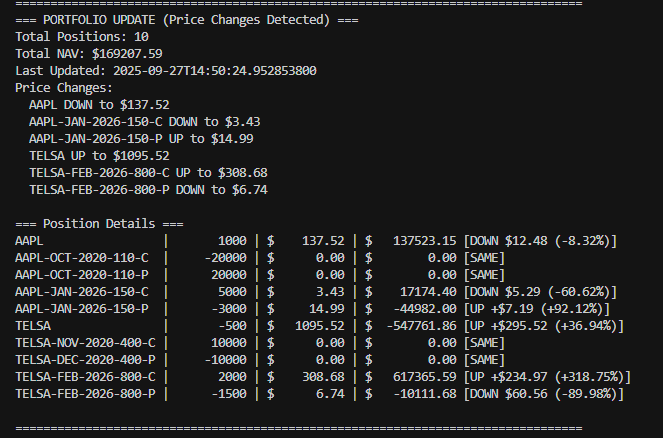 ================================================================================
=== PORTFOLIO UPDATE (Price Changes Detected) ===
Total Positions: 10
Total NAV: $169207.59
Last Updated: 2025-09-27T14:50:24.952853800
Price Changes:
  AAPL DOWN to $137.52
  AAPL-JAN-2026-150-C DOWN to $3.43
  AAPL-JAN-2026-150-P UP to $14.99
  TELSA UP to $1095.52
  TELSA-FEB-2026-800-C UP to $308.68
  TELSA-FEB-2026-800-P DOWN to $6.74

=== Position Details ===
AAPL                 |       1000 | $    137.52 | $   137523.15 [DOWN $12.48 (-8.32%)]
AAPL-OCT-2020-110-C  |     -20000 | $      0.00 | $        0.00 [SAME]
AAPL-OCT-2020-110-P  |      20000 | $      0.00 | $        0.00 [SAME]
AAPL-JAN-2026-150-C  |       5000 | $      3.43 | $    17174.40 [DOWN $5.29 (-60.62%)]
AAPL-JAN-2026-150-P  |      -3000 | $     14.99 | $   -44982.00 [UP +$7.19 (+92.12%)]
TELSA                |       -500 | $   1095.52 | $  -547761.86 [UP +$295.52 (+36.94%)]
TELSA-NOV-2020-400-C |      10000 | $      0.00 | $        0.00 [SAME]
TELSA-DEC-2020-400-P |     -10000 | $      0.00 | $        0.00 [SAME]
TELSA-FEB-2026-800-C |       2000 | $    308.68 | $   617365.59 [UP +$234.97 (+318.75%)]
TELSA-FEB-2026-800-P |      -1500 | $      6.74 | $   -10111.68 [DOWN $60.56 (-89.98%)]

================================================================================